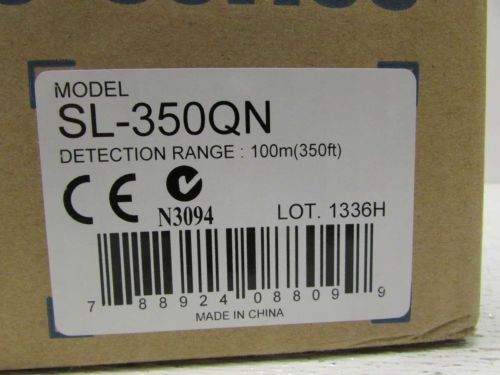 MODEL
SL-350QN
DETECTION RANGE : 100m(350ft)
CE
N3094
LOT. 1336H
7 88924 08809 9
MADE IN CHINA